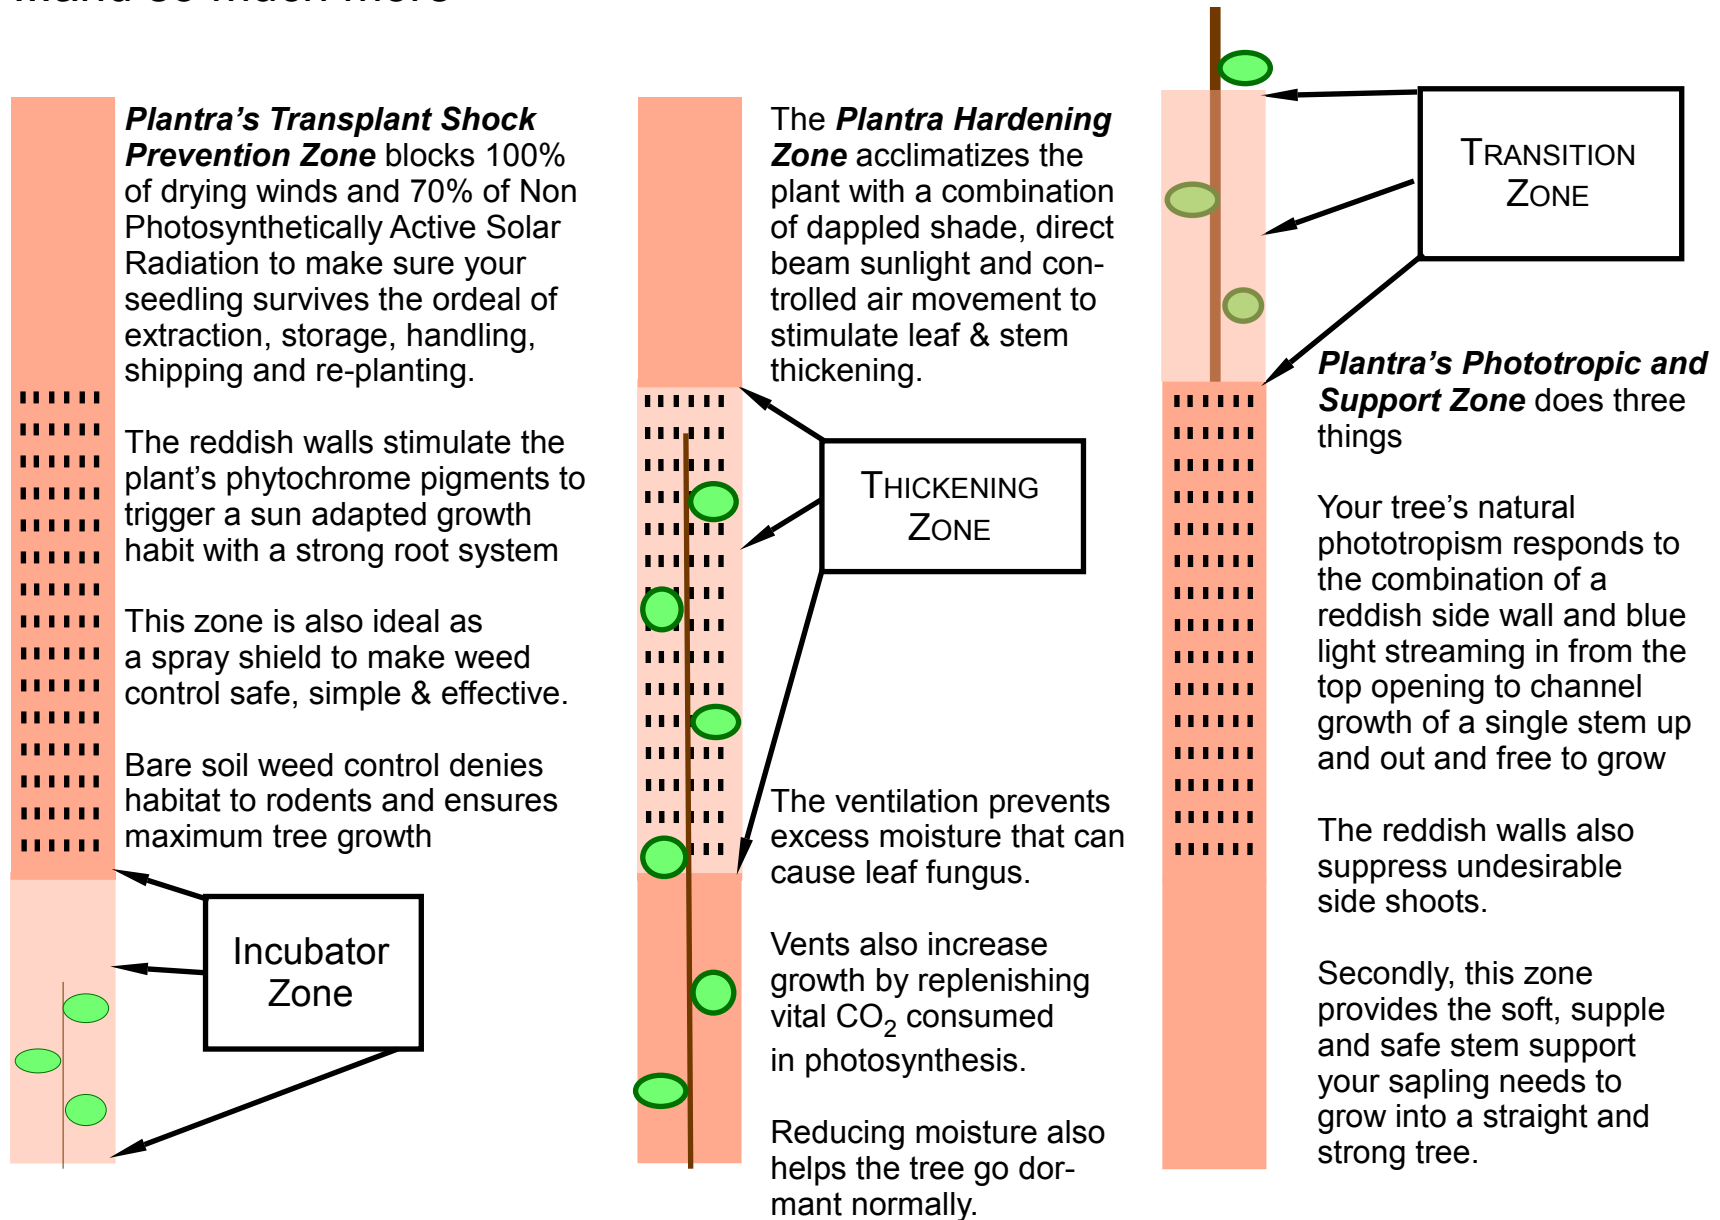 ...and so much more
Plantra's Transplant Shock
Prevention Zone blocks 100%
of drying winds and 70% of Non
Photosynthetically Active Solar
Radiation to make sure your
seedling survives the ordeal of
extraction, storage, handling,
shipping and re-planting.
The reddish walls stimulate the
plant's phytochrome pigments to
trigger a sun adapted growth
habit with a strong root system
This zone is also ideal as
a spray shield to make weed
control safe, simple & effective.
Bare soil weed control denies
habitat to rodents and ensures
maximum tree growth
Incubator
Zone
The Plantra Hardening
Zone acclimatizes the
plant with a combination
of dappled shade, direct
beam sunlight and con-
trolled air movement to
stimulate leaf & stem
thickening.
THICKENING
ZONE
The ventilation prevents
excess moisture that can
cause leaf fungus.
Vents also increase
growth by replenishing
vital CO2 consumed
in photosynthesis.
Reducing moisture also
helps the tree go dor-
mant normally.
TRANSITION
ZONE
Plantra's Phototropic and
Support Zone does three
things
Your tree's natural
phototropism responds to
the combination of a
reddish side wall and blue
light streaming in from the
top opening to channel
growth of a single stem up
and out and free to grow
The reddish walls also
suppress undesirable
side shoots.
Secondly, this zone
provides the soft, supple
and safe stem support
your sapling needs to
grow into a straight and
strong tree.